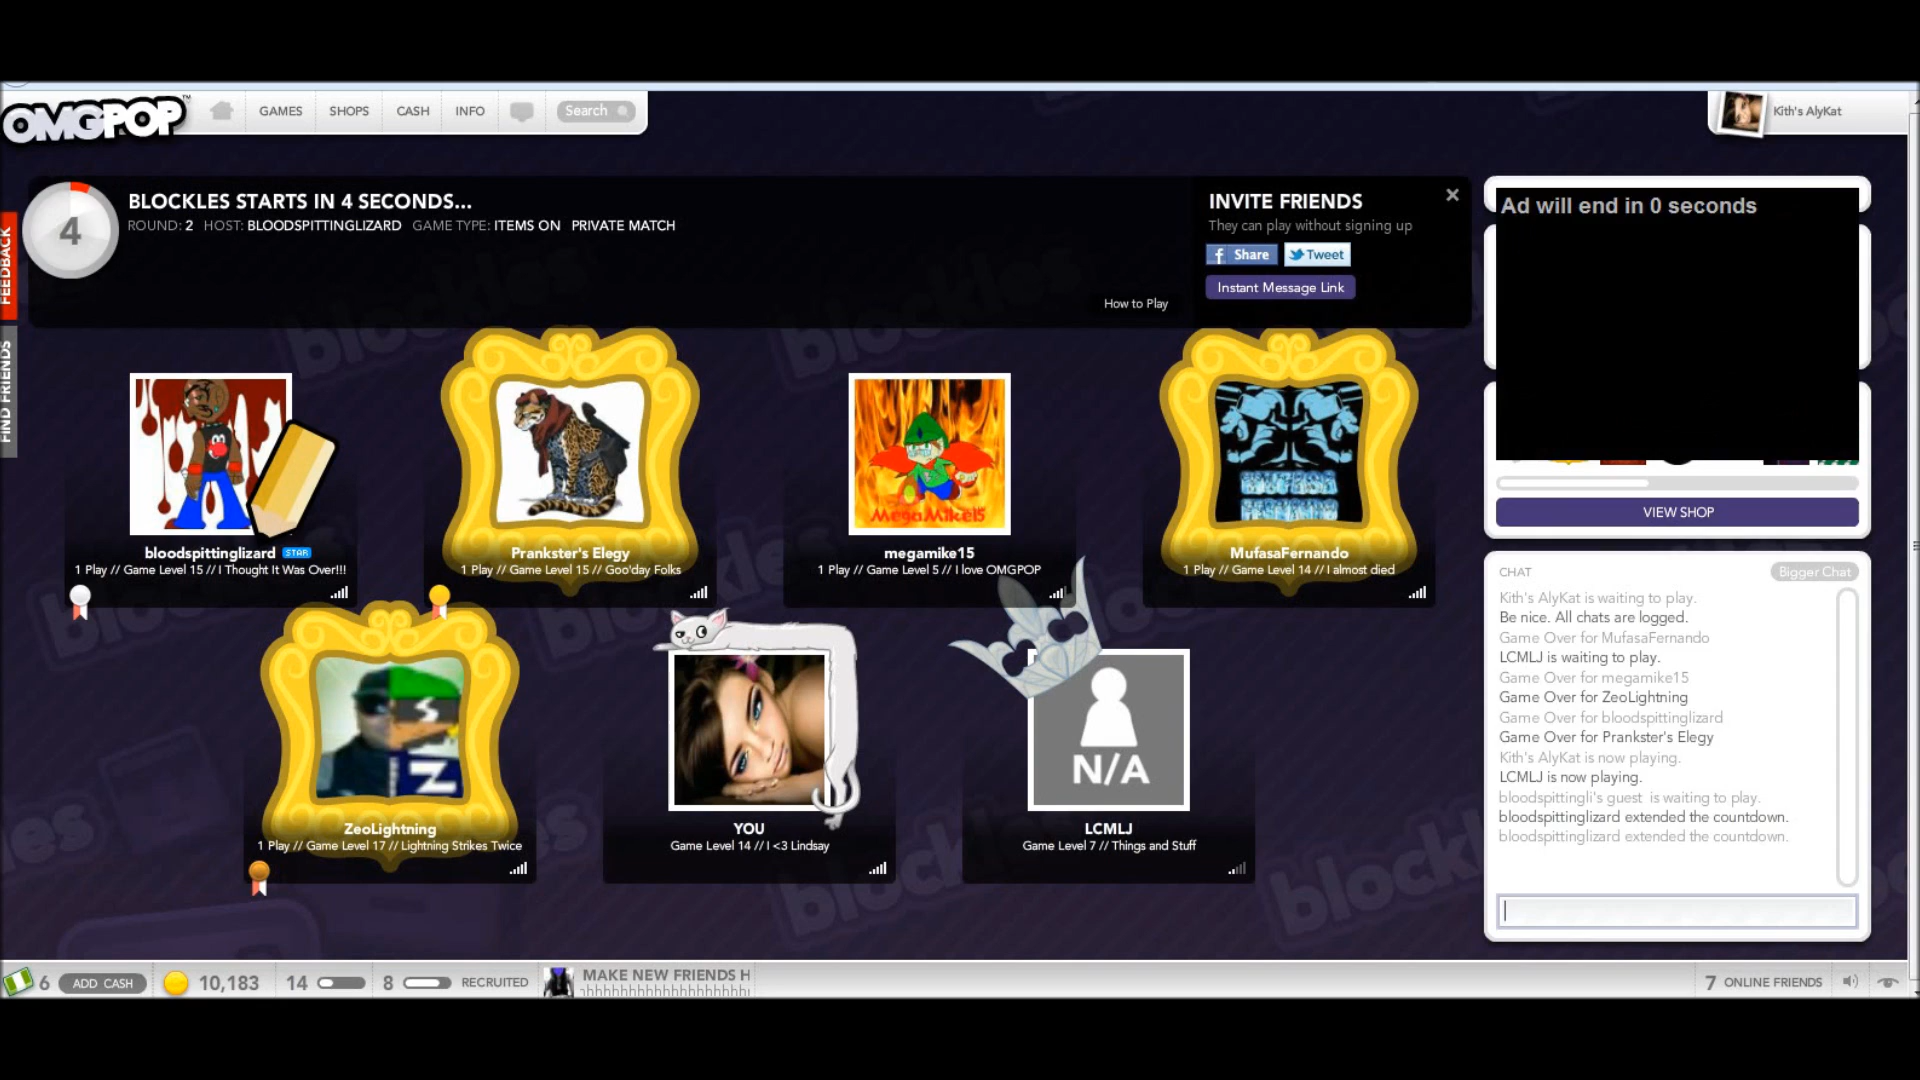 OMGPOP™
GAMES SHOPS CASH INFO Search
Kith's AlyKat
FEEDBACK
FIND FRIENDS
4
BLOCKLES STARTS IN 4 SECONDS...
ROUND: 2 HOST: BLOODSPITTINGLIZARD GAME TYPE: ITEMS ON PRIVATE MATCH
How to Play
INVITE FRIENDS
They can play without signing up
Share Tweet
Instant Message Link
Ad will end in 0 seconds
VIEW SHOP
MegaMike15
bloodspittinglizard STAR
1 Play // Game Level 15 // I Thought It Was Over!!!
Prankster's Elegy
1 Play // Game Level 15 // Goo'day Folks
megamike15
1 Play // Game Level 5 // I love OMGPOP
MufasaFernando
1 Play // Game Level 14 // I almost died
S
Z
ZeoLightning
1 Play // Game Level 17 // Lightning Strikes Twice
YOU
Game Level 14 // I <3 Lindsay
N/A
LCMLJ
Game Level 7 // Things and Stuff
CHAT Bigger Chat
Kith's AlyKat is waiting to play.
Be nice. All chats are logged.
Game Over for MufasaFernando
LCMLJ is waiting to play.
Game Over for megamike15
Game Over for ZeoLightning
Game Over for bloodspittinglizard
Game Over for Prankster's Elegy
Kith's AlyKat is now playing.
LCMLJ is now playing.
bloodspittingli's guest is waiting to play.
bloodspittinglizard extended the countdown.
bloodspittinglizard extended the countdown.
blockles
blockles
6 ADD CASH 10,183 14 8 RECRUITED MAKE NEW FRIENDS H
7 ONLINE FRIENDS